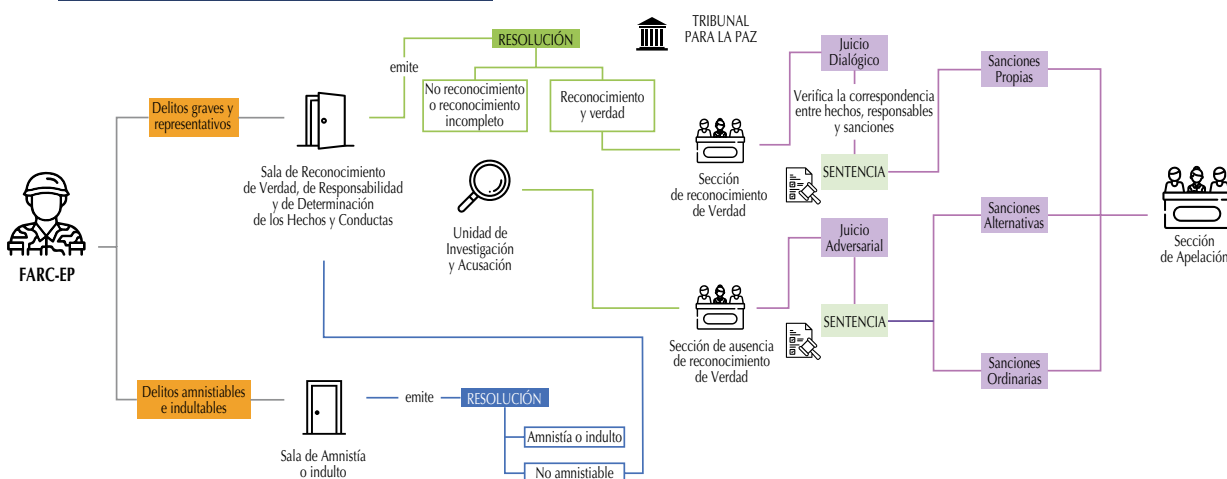 TRIBUNAL
PARA LA PAZ
RESOLUCIÓN
emite
No reconocimiento
o reconocimiento
incompleto
Reconocimiento
y verdad
Juicio
Dialógico
Verifica la correspondencia
entre hechos, responsables
y sanciones
SENTENCIA
Sanciones
Propias
Delitos graves y
representativos
Sala de Reconocimiento
de Verdad, de Responsabilidad
y de Determinación
de los Hechos y Conductas
Sección
de reconocimiento
de Verdad
FARC-EP
Unidad de
Investigación
y Acusación
Juicio
Adversarial
Sanciones
Alternativas
Sección
de Apelación
Sección de ausencia
de reconocimiento
de Verdad
SENTENCIA
Sanciones
Ordinarias
Delitos amnistiables
e indultables
Sala de Amnistía
o indulto
emite
RESOLUCIÓN
Amnistía o indulto
No amnistiable